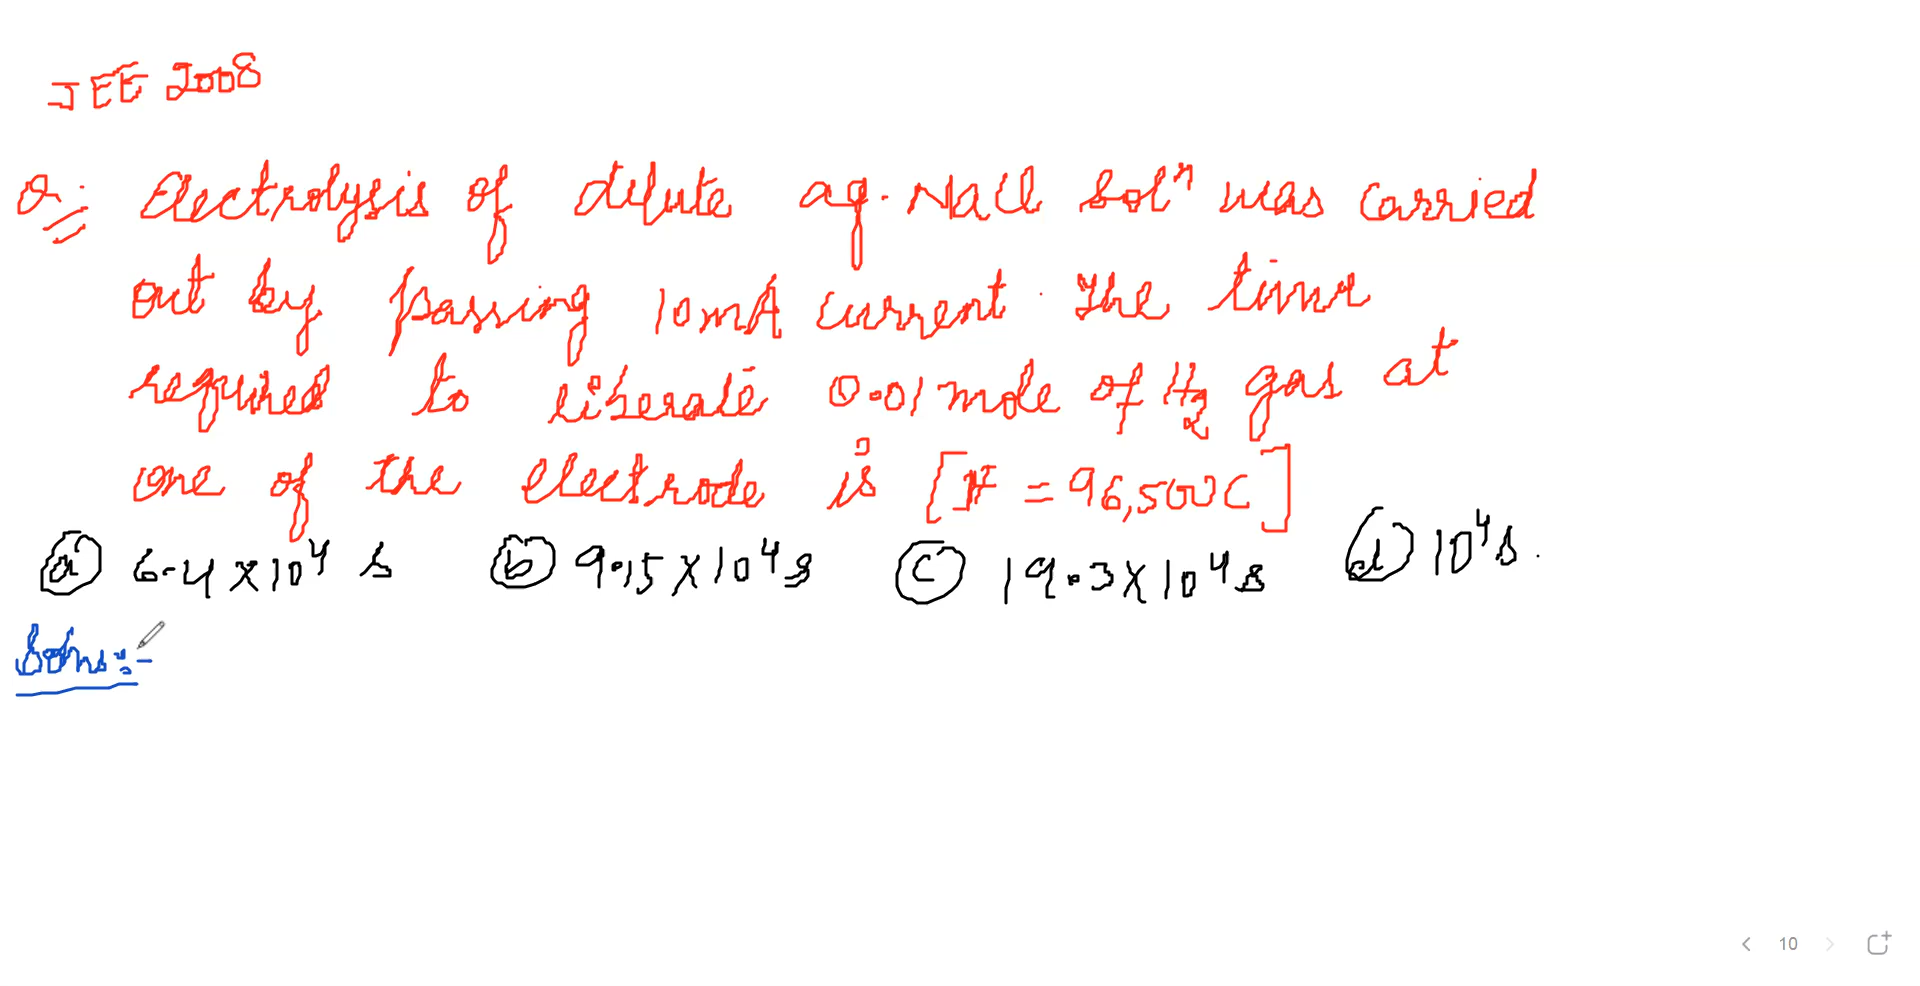 JEE 2008
Q:- Electrolysis of dilute aq. NaCl solⁿ was carried
out by passing 10mA current. The time
required to liberate 0.01 mole of H₂ gas at
one of the electrode is [F = 96,500C]
(a) 6.4 × 10⁴ s (b) 9.15 × 10⁴ s (c) 19.3 × 10⁴ s (d) 10⁴ s.
Solns:-
10